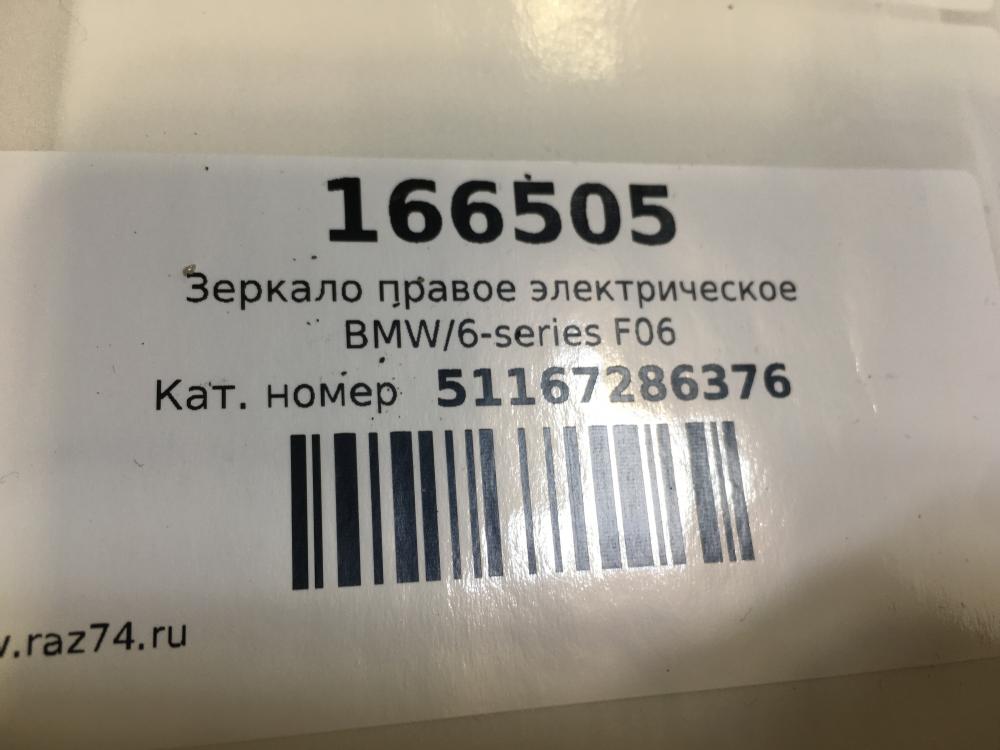 166505
Зеркало правое электрическое
BMW/6-series F06
Кат. номер 51167286376
.raz74.ru